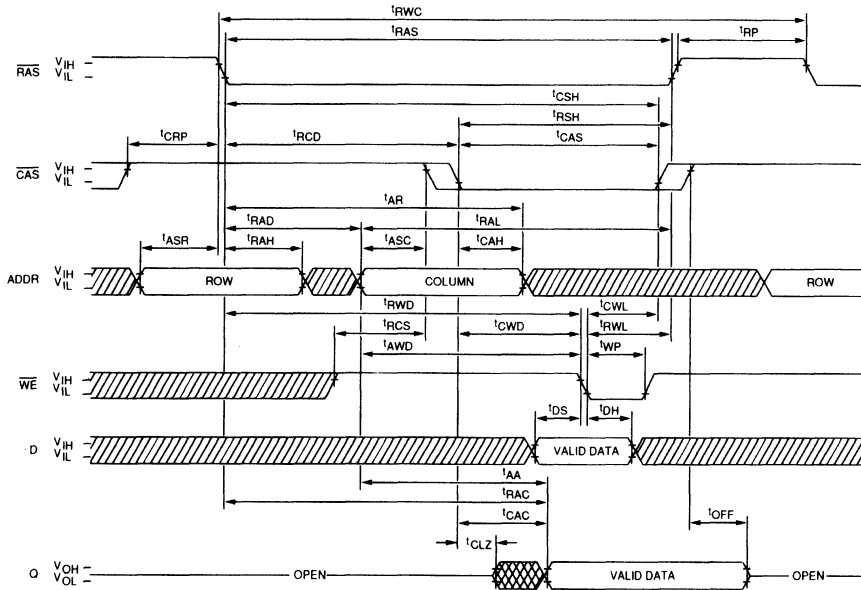 tRWC
tRAS
tRP
RAS
VIH
VIL
tCSH
tRSH
tCRP
tRCD
tCAS
CAS
VIH
VIL
tAR
tRAD
tRAL
tASR
tRAH
tASC
tCAH
ADDR
VIH
VIL
ROW
COLUMN
ROW
tRWD
tCWL
tRCS
tCWD
tRWL
tAWD
tWP
WE
VIH
VIL
tDS
tDH
D
VIH
VIL
VALID DATA
tAA
tRAC
tCAC
tOFF
tCLZ
Q
VOH
VOL
OPEN
VALID DATA
OPEN